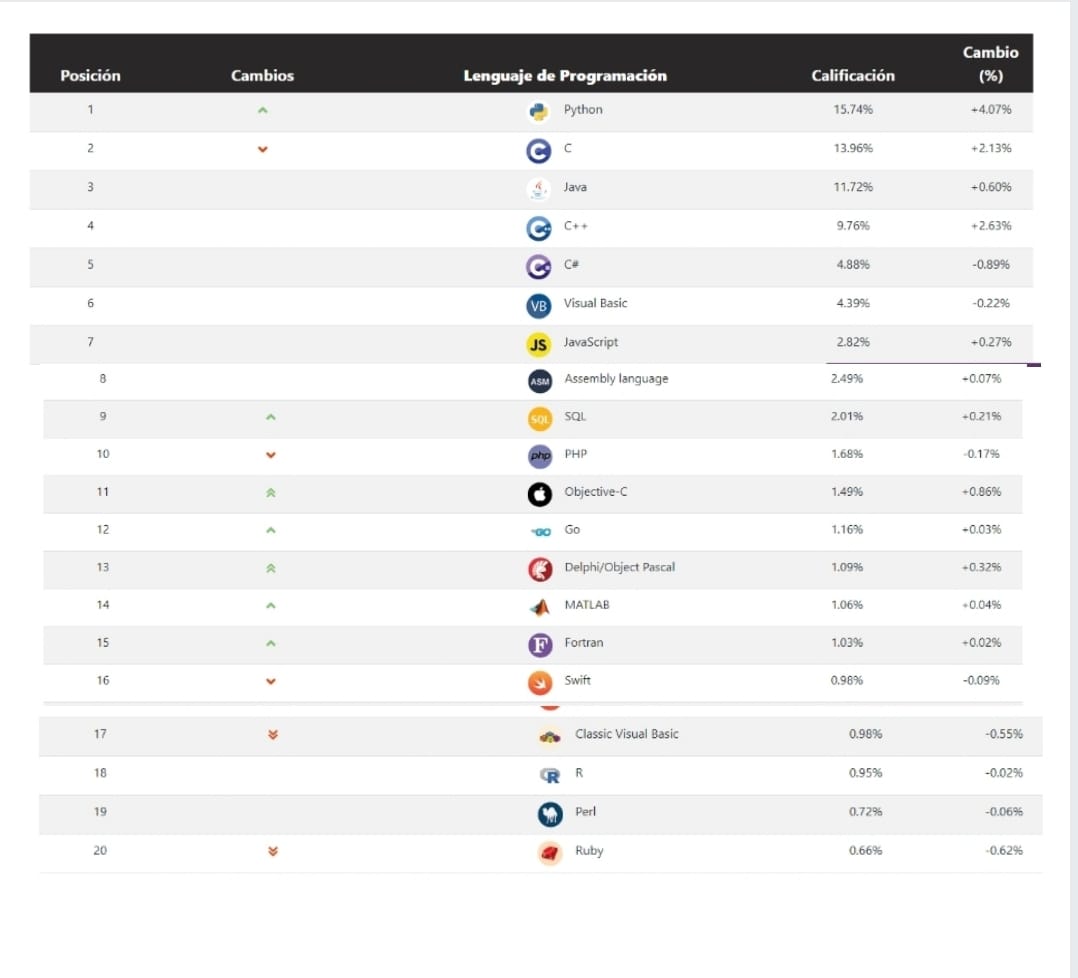 Posición Cambios Lenguaje de Programación Calificación Cambio (%)
1 Python 15.74% +4.07%
2 C 13.96% +2.13%
3 Java 11.72% +0.60%
4 C++ 9.76% +2.63%
5 C# 4.88% -0.89%
6 VB Visual Basic 4.39% -0.22%
7 JS JavaScript 2.82% +0.27%
8 ASM Assembly language 2.49% +0.07%
9 SQL SQL 2.01% +0.21%
10 php PHP 1.68% -0.17%
11 Objective-C 1.49% +0.86%
12 GO Go 1.16% +0.03%
13 Delphi/Object Pascal 1.09% +0.32%
14 MATLAB 1.06% +0.04%
15 F Fortran 1.03% +0.02%
16 Swift 0.98% -0.09%
17 Classic Visual Basic 0.98% -0.55%
18 R R 0.95% -0.02%
19 Perl 0.72% -0.06%
20 Ruby 0.66% -0.62%